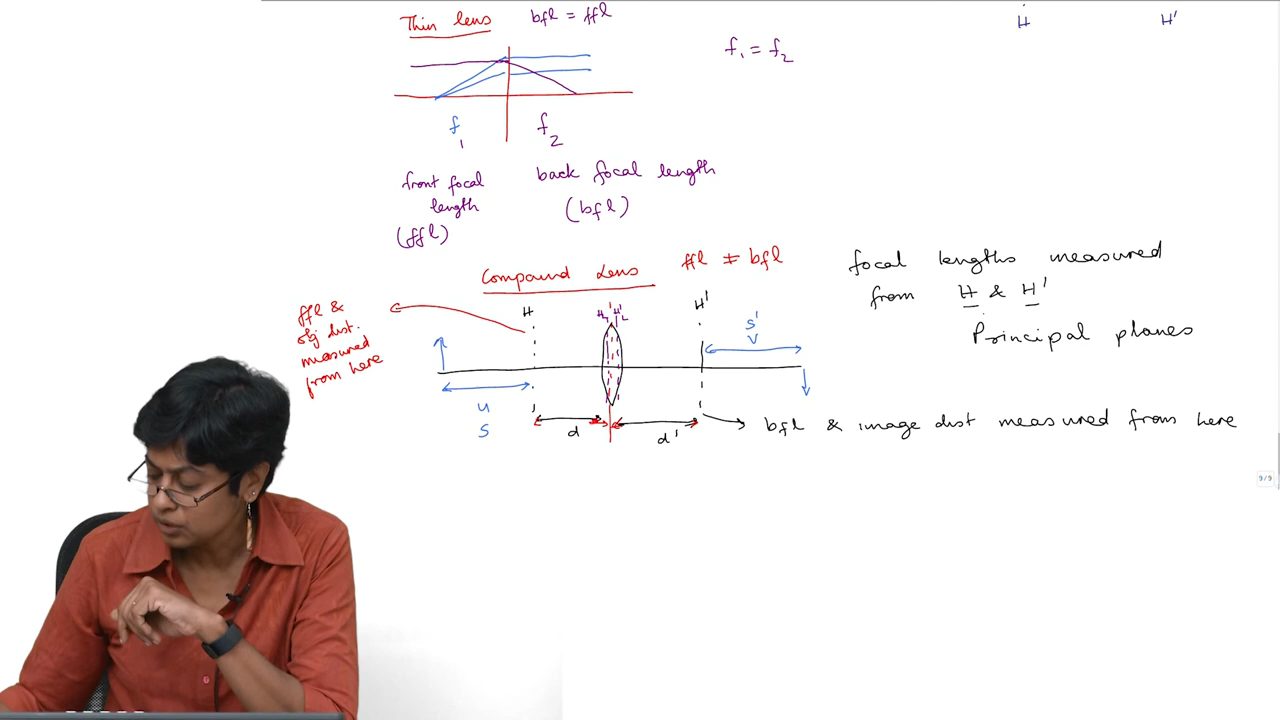 Thin lens bfl = ffl
H H'
f₁ = f₂
f₁ f₂
front focal
length
(ffl)
back focal length
(bfl)
Compound Lens ffl ≠ bfl
focal lengths measured
from H & H'
Principal planes
ffl &
obj dist.
measured
from here
H
H'
s'
v
u
s
d
d'
bfl & image dist measured from here
9/9